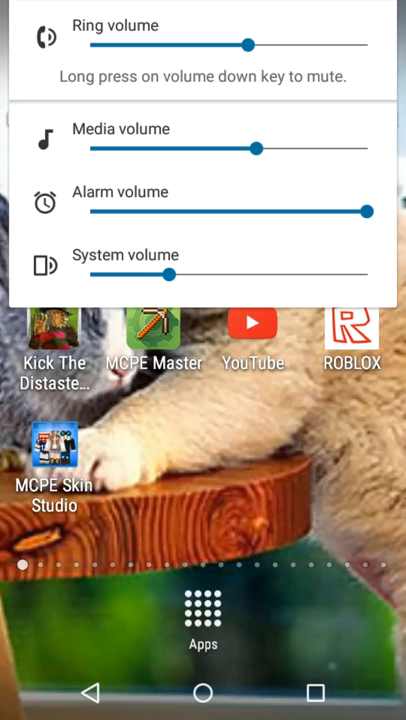 Ring volume
Long press on volume down key to mute.
Media volume
Alarm volume
System volume
Kick The
Distaste...
MCPE Master
YouTube
ROBLOX
MCPE Skin
Studio
Apps